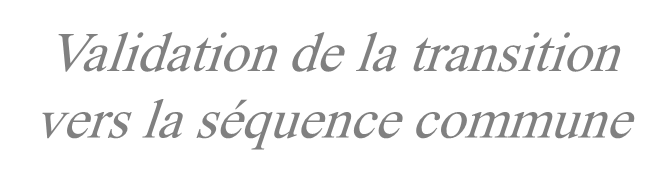 Validation de la transition
vers la séquence commune